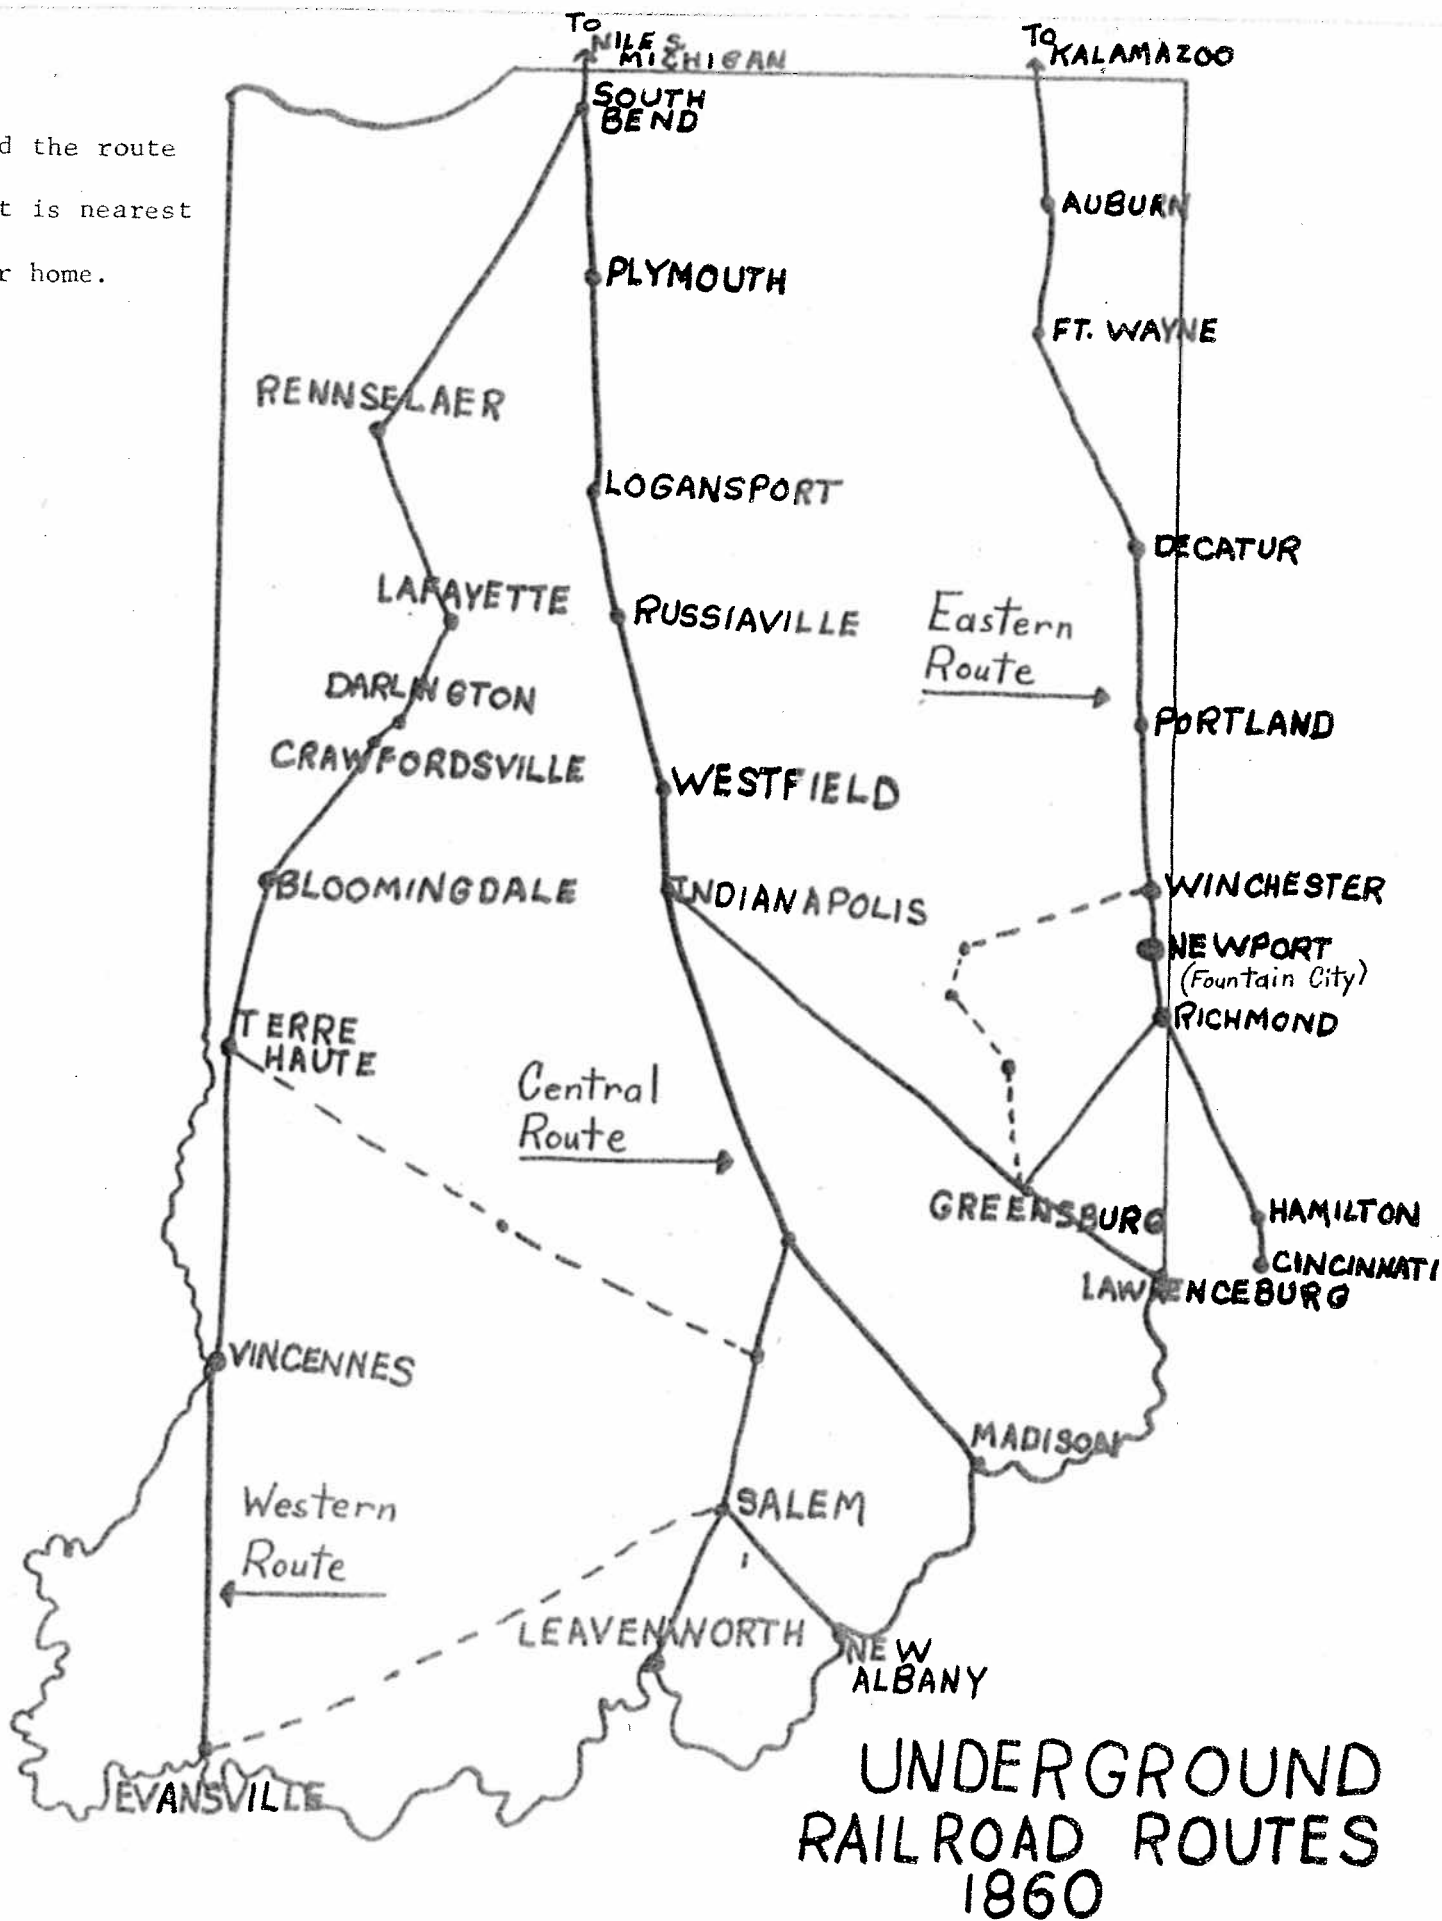 TO
NILES
MICHIGAN
TO
KALAMAZOO
SOUTH
BEND
d the route
t is nearest
r home.
AUBURN
PLYMOUTH
FT. WAYNE
RENNSELAER
LOGANSPORT
DECATUR
LAFAYETTE
RUSSIAVILLE
Eastern
Route
DARLINGTON
PORTLAND
CRAWFORDSVILLE
WESTFIELD
BLOOMINGDALE
INDIANAPOLIS
WINCHESTER
NEWPORT
(Fountain City)
RICHMOND
TERRE
HAUTE
Central
Route
GREENSBURG
HAMILTON
CINCINNATI
LAWRENCEBURG
VINCENNES
MADISON
Western
Route
SALEM
LEAVENWORTH
NEW
ALBANY
EVANSVILLE
UNDERGROUND
RAILROAD ROUTES
1860